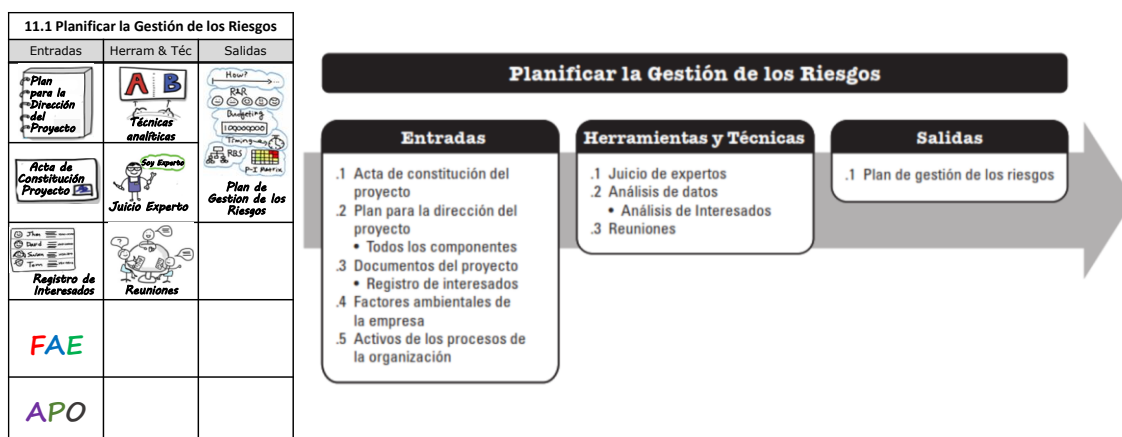 11.1 Planificar la Gestión de los Riesgos
Entradas Herram & Téc Salidas
Plan
para la
Dirección
del
Proyecto
A B
Técnicas
analíticas
How?
R&R
Budgeting
Timing
RBS
P-I Matrix
Plan de
Gestion de los
Riesgos
Acta de
Constitución
Proyecto
Soy Experto
Juicio Experto
Jhon
David
Susan
Tom
Registro de
Interesados
Reuniones
FAE
APO
Planificar la Gestión de los Riesgos
Entradas
.1 Acta de constitución del
proyecto
.2 Plan para la dirección del
proyecto
• Todos los componentes
.3 Documentos del proyecto
• Registro de interesados
.4 Factores ambientales de
la empresa
.5 Activos de los procesos de
la organización
Herramientas y Técnicas
.1 Juicio de expertos
.2 Análisis de datos
• Análisis de Interesados
.3 Reuniones
Salidas
.1 Plan de gestión de los riesgos